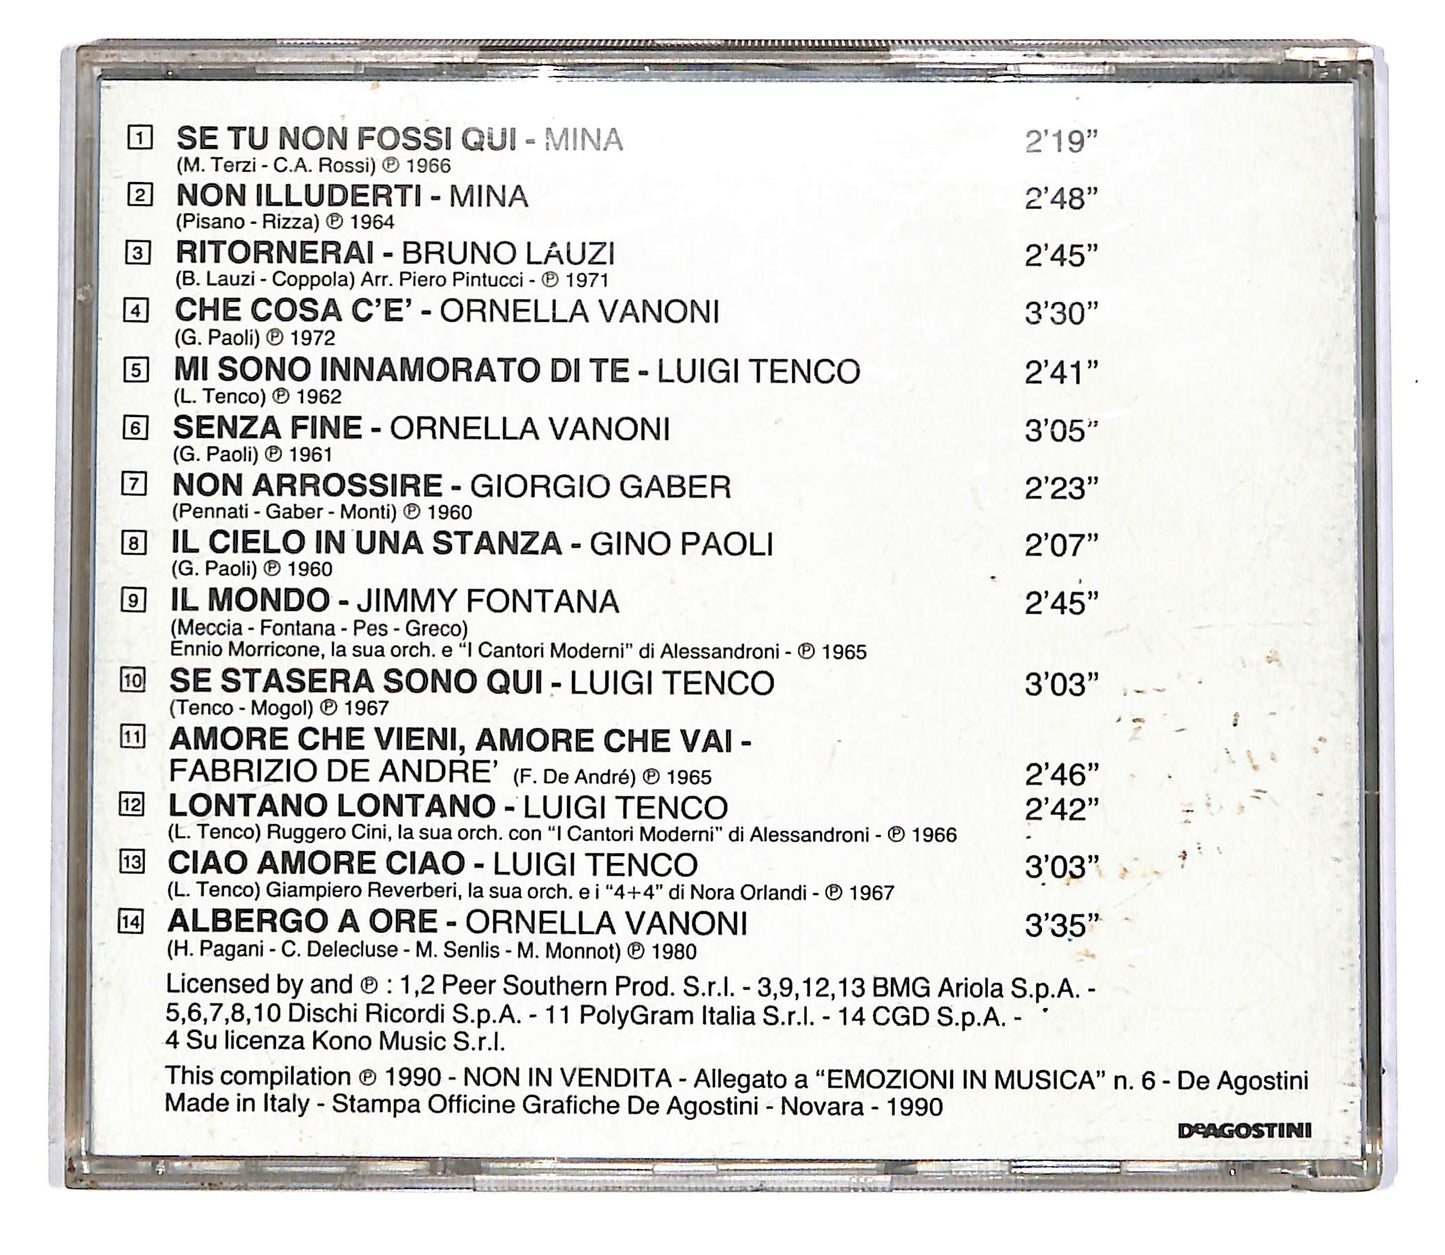 1 SE TU NON FOSSI QUI - MINA 2'19"
(M. Terzi - C.A. Rossi) ℗ 1966
2 NON ILLUDERTI - MINA 2'48"
(Pisano - Rizza) ℗ 1964
3 RITORNERAI - BRUNO LAUZI 2'45"
(B. Lauzi - Coppola) Arr. Piero Pintucci - ℗ 1971
4 CHE COSA C'E' - ORNELLA VANONI 3'30"
(G. Paoli) ℗ 1972
5 MI SONO INNAMORATO DI TE - LUIGI TENCO 2'41"
(L. Tenco) ℗ 1962
6 SENZA FINE - ORNELLA VANONI 3'05"
(G. Paoli) ℗ 1961
7 NON ARROSSIRE - GIORGIO GABER 2'23"
(Pennati - Gaber - Monti) ℗ 1960
8 IL CIELO IN UNA STANZA - GINO PAOLI 2'07"
(G. Paoli) ℗ 1960
9 IL MONDO - JIMMY FONTANA 2'45"
(Meccia - Fontana - Pes - Greco)
Ennio Morricone, la sua orch. e "I Cantori Moderni" di Alessandroni - ℗ 1965
10 SE STASERA SONO QUI - LUIGI TENCO 3'03"
(Tenco - Mogol) ℗ 1967
11 AMORE CHE VIENI, AMORE CHE VAI -
FABRIZIO DE ANDRE' (F. De André) ℗ 1965 2'46"
12 LONTANO LONTANO - LUIGI TENCO 2'42"
(L. Tenco) Ruggero Cini, la sua orch. con "I Cantori Moderni" di Alessandroni - ℗ 1966
13 CIAO AMORE CIAO - LUIGI TENCO 3'03"
(L. Tenco) Giampiero Reverberi, la sua orch. e i "4+4" di Nora Orlandi - ℗ 1967
14 ALBERGO A ORE - ORNELLA VANONI 3'35"
(H. Pagani - C. Delecluse - M. Senlis - M. Monnot) ℗ 1980
Licensed by and ℗ : 1,2 Peer Southern Prod. S.r.l. - 3,9,12,13 BMG Ariola S.p.A. -
5,6,7,8,10 Dischi Ricordi S.p.A. - 11 PolyGram Italia S.r.l. - 14 CGD S.p.A. -
4 Su licenza Kono Music S.r.l.
This compilation ℗ 1990 - NON IN VENDITA - Allegato a "EMOZIONI IN MUSICA" n. 6 - De Agostini
Made in Italy - Stampa Officine Grafiche De Agostini - Novara - 1990
DeAGOSTINI